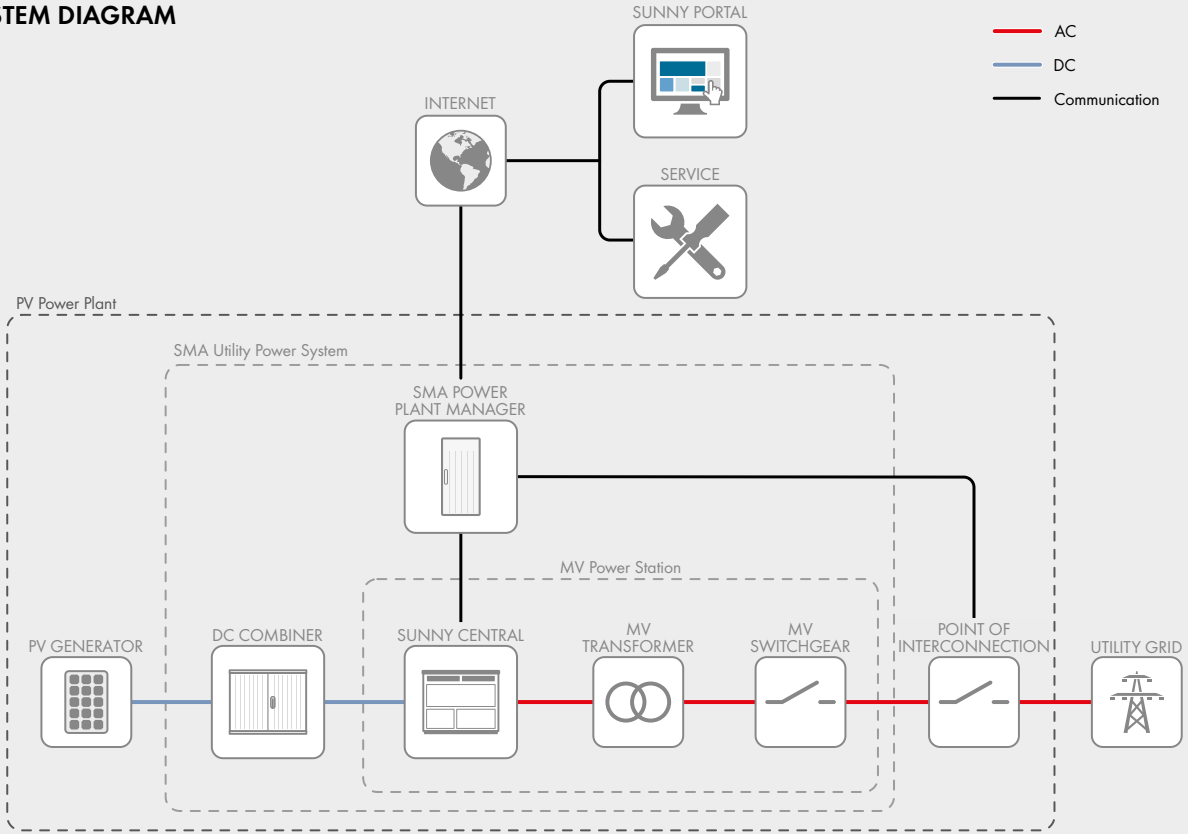 STEM DIAGRAM
SUNNY PORTAL
AC
DC
Communication
INTERNET
SERVICE
PV Power Plant
SMA Utility Power System
SMA POWER
PLANT MANAGER
MV Power Station
PV GENERATOR
DC COMBINER
SUNNY CENTRAL
MV
TRANSFORMER
MV
SWITCHGEAR
POINT OF
INTERCONNECTION
UTILITY GRID